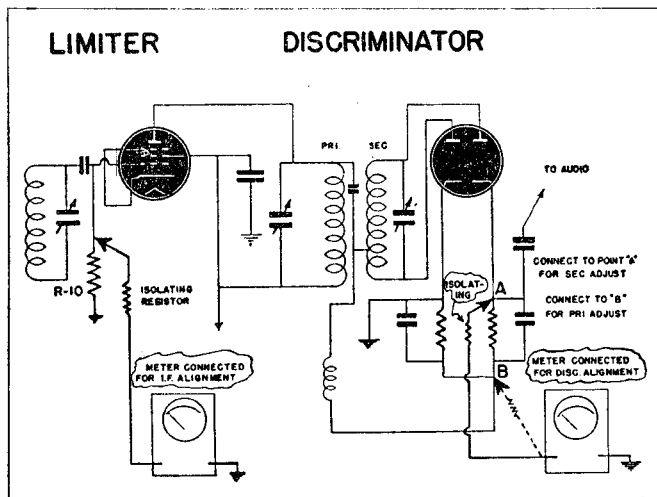 LIMITER
DISCRIMINATOR
PRI.
SEC
TO AUDIO
R-10
ISOLATING
RESISTOR
ISOLAT-
ING
A
CONNECT TO POINT "A"
FOR SEC ADJUST
CONNECT TO "B"
FOR PRI ADJUST
B
METER CONNECTED
FOR I.F. ALIGNMENT
METER CONNECTED
FOR DISC. ALIGNMENT